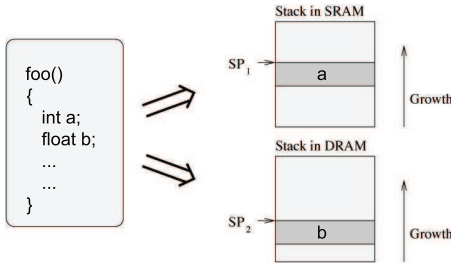 foo()
{
int a;
float b;
...
...
}
Stack in SRAM
SP1
a
Growth
Stack in DRAM
SP2
b
Growth